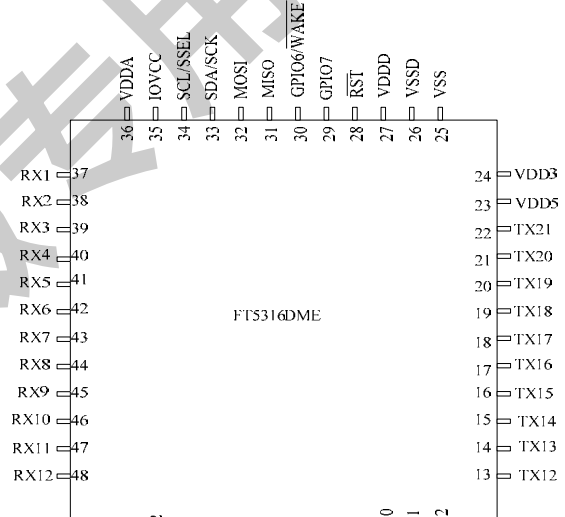 VDDA
IOVCC
SCL/SSEL
SDA/SCK
MOSI
MISO
GPIO6/WAKE
GPIO7
RST
VDDD
VSSD
VSS
36
35
34
33
32
31
30
29
28
27
26
25
RX1 37
RX2 38
RX3 39
RX4 40
RX5 41
RX6 42
RX7 43
RX8 44
RX9 45
RX10 46
RX11 47
RX12 48
FT5316DME
24 VDD3
23 VDD5
22 TX21
21 TX20
20 TX19
19 TX18
18 TX17
17 TX16
16 TX15
15 TX14
14 TX13
13 TX12